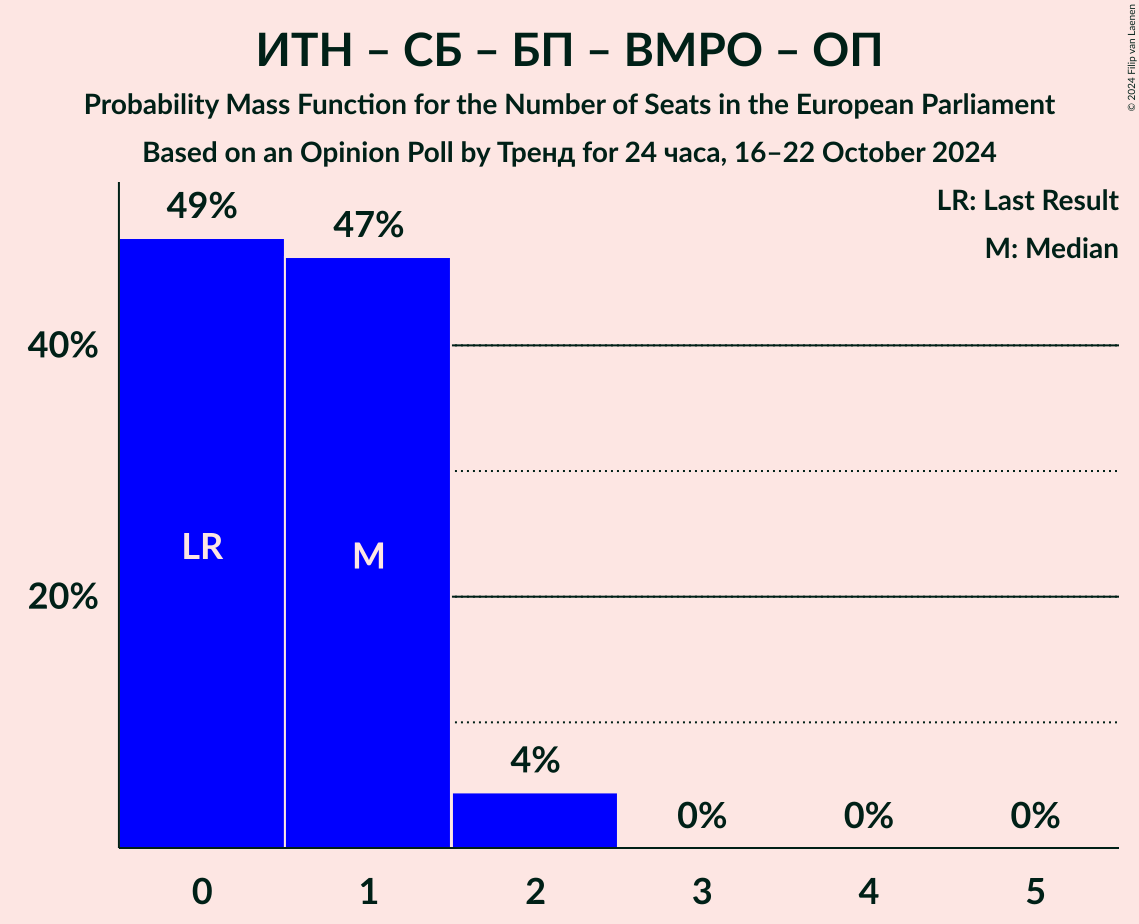 ИТН – СБ – БП – ВМРО – ОП
Probability Mass Function for the Number of Seats in the European Parliament
Based on an Opinion Poll by Тренд for 24 часа, 16–22 October 2024
© 2024 Filip van Laenen
LR: Last Result
M: Median
49%
47%
40%
LR
M
20%
4%
0%
0%
0%
0
1
2
3
4
5